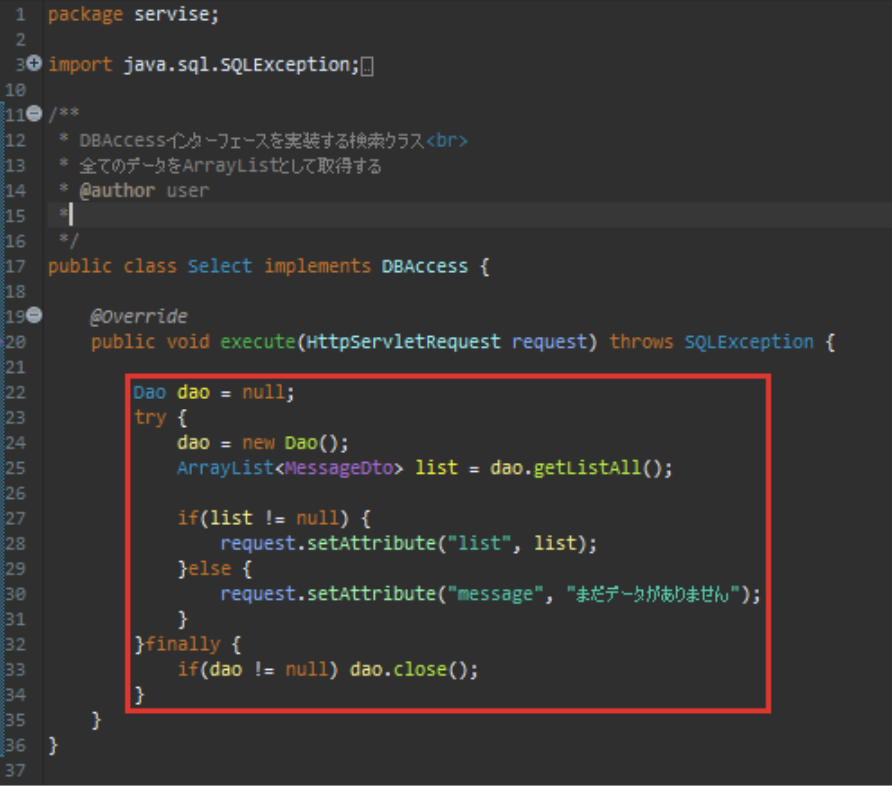 1 package servise;
2
3 import java.sql.SQLException;
10
11 /**
12 * DBAccessインターフェースを実装する検索クラス<br>
13 * 全てのデータをArrayListとして取得する
14 * @author user
15 *
16 */
17 public class Select implements DBAccess {
18
19 @Override
20 public void execute(HttpServletRequest request) throws SQLException {
21
22 Dao dao = null;
23 try {
24 dao = new Dao();
25 ArrayList<MessageDto> list = dao.getListAll();
26
27 if(list != null) {
28 request.setAttribute("list", list);
29 }else {
30 request.setAttribute("message", "まだデータがありません");
31 }
32 }finally {
33 if(dao != null) dao.close();
34 }
35 }
36 }
37